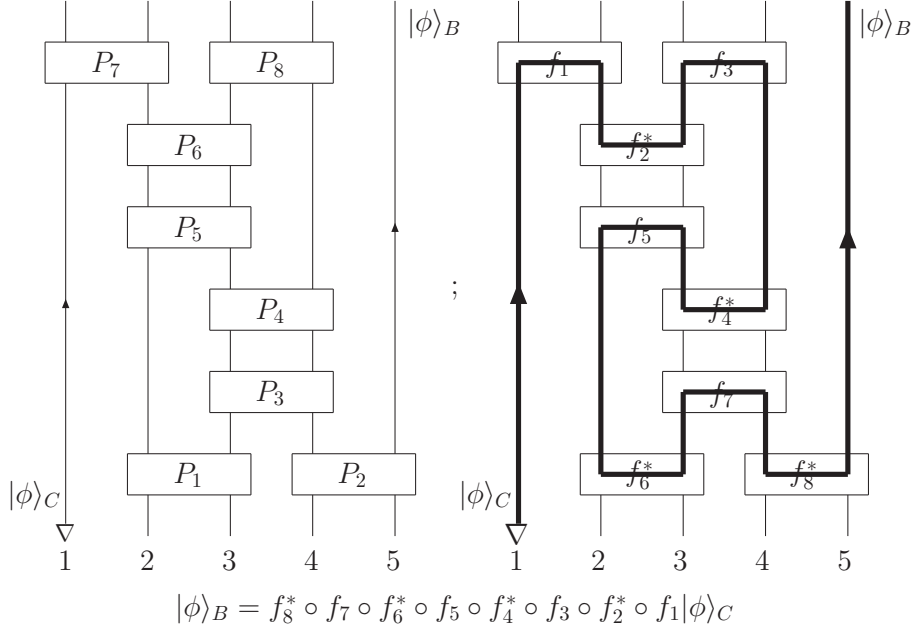 |ϕ⟩_B |ϕ⟩_B
P_7 P_8 f_1 f_3
P_6 f_2^*
P_5 f_5
;
P_4 f_4^*
P_3 f_7
P_1 P_2 f_6^* f_8^*
|ϕ⟩_C |ϕ⟩_C
1 2 3 4 5 1 2 3 4 5
|ϕ⟩_B = f_8^* ∘ f_7 ∘ f_6^* ∘ f_5 ∘ f_4^* ∘ f_3 ∘ f_2^* ∘ f_1|ϕ⟩_C